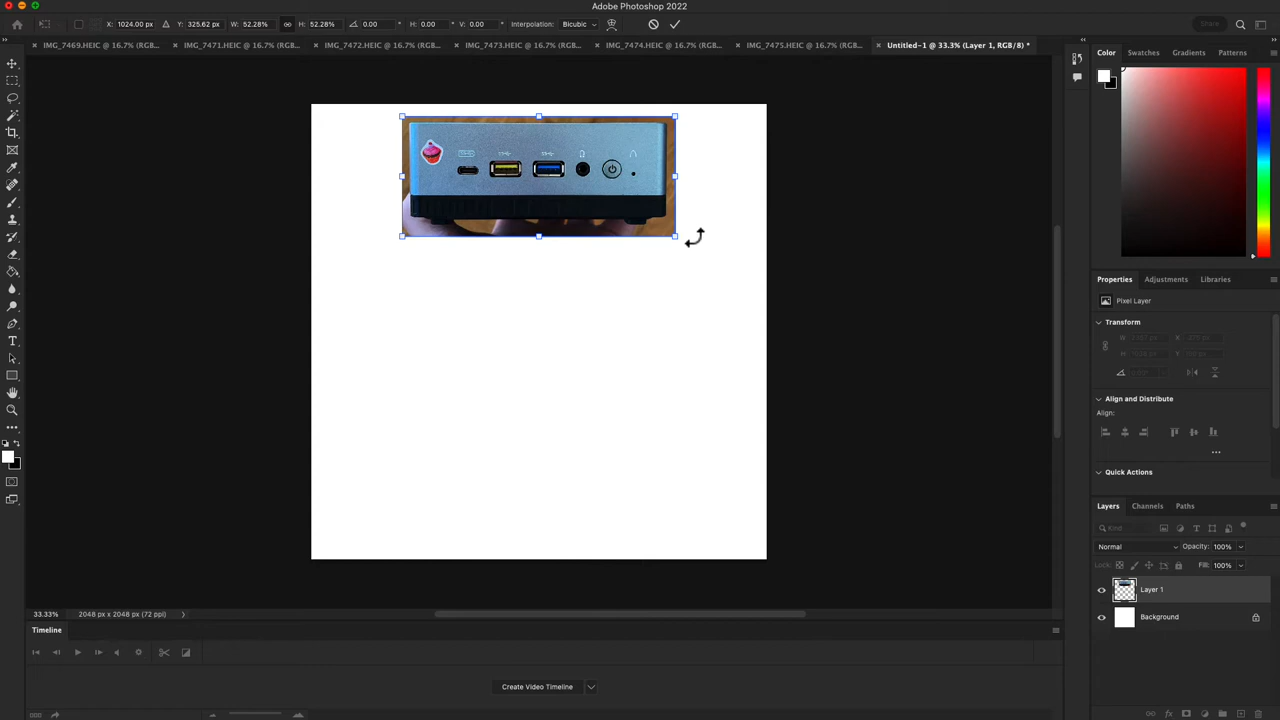 Adobe Photoshop 2022
X: 1024.00 px Y: 325.62 px W: 52.28% H: 52.28% 0.00 H: 0.00 V: 0.00 Interpolation: Bicubic Share
IMG_7469.HEIC @ 16.7% (RGB... IMG_7471.HEIC @ 16.7% (RGB... IMG_7472.HEIC @ 16.7% (RGB... IMG_7473.HEIC @ 16.7% (RGB... IMG_7474.HEIC @ 16.7% (RGB... IMG_7475.HEIC @ 16.7% (RGB... Untitled-1 @ 33.3% (Layer 1, RGB/8) *
Color Swatches Gradients Patterns
Properties Adjustments Libraries
Pixel Layer
Transform
Align and Distribute
Align:
Quick Actions
Layers Channels Paths
Kind
Normal Opacity: 100%
Lock: Fill: 100%
Layer 1
Background
33.33% 2048 px x 2048 px (72 ppi)
Timeline
Create Video Timeline